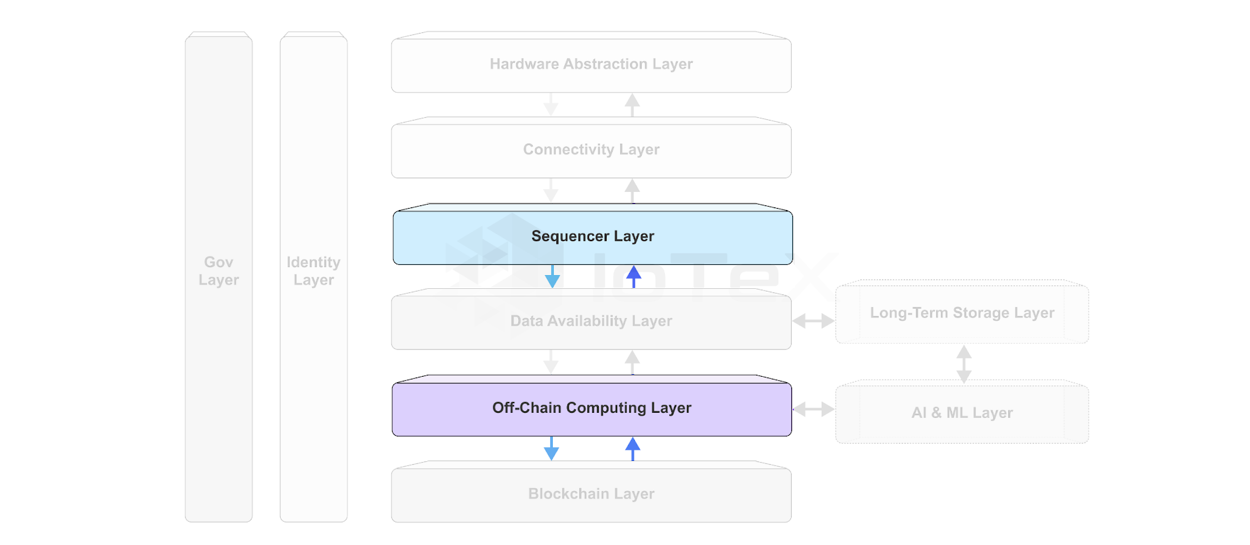 Hardware Abstraction Layer
Connectivity Layer
Sequencer Layer
IoTeX
Gov
Layer
Identity
Layer
Data Availability Layer
Long-Term Storage Layer
Off-Chain Computing Layer
AI & ML Layer
Blockchain Layer